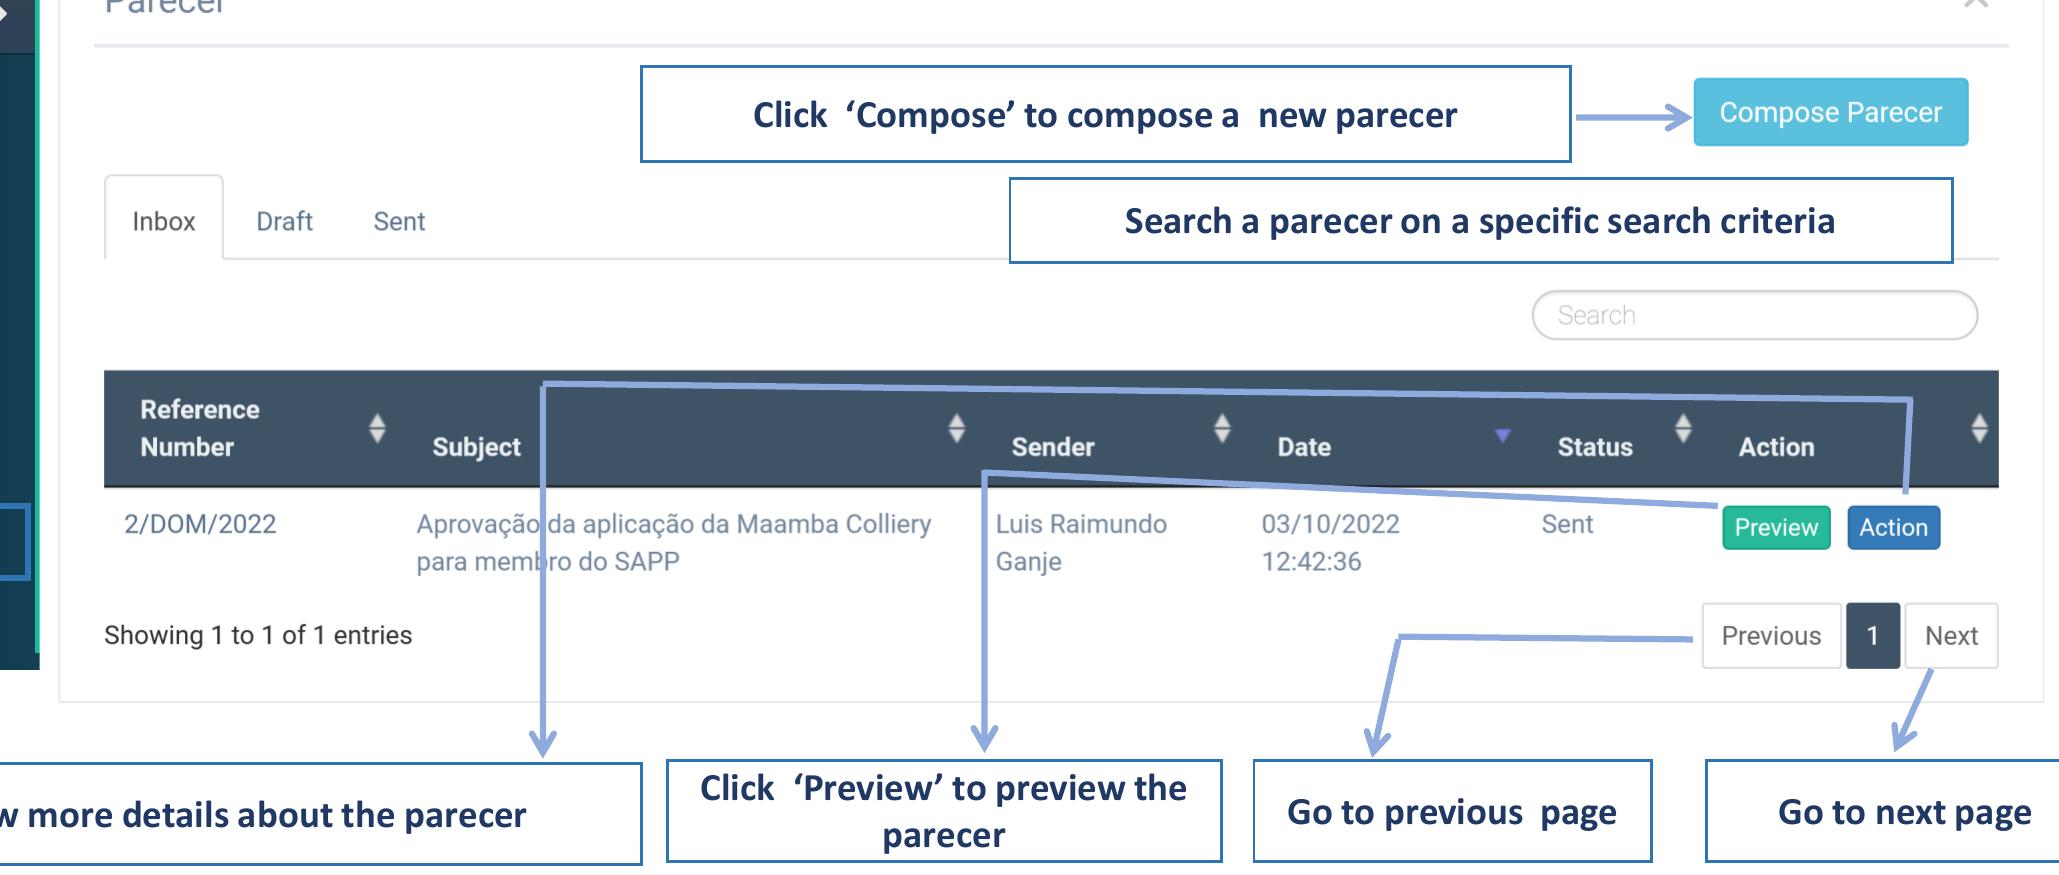 Parecer
Click ‘Compose’ to compose a new parecer
Compose Parecer
Inbox Draft Sent
Search a parecer on a specific search criteria
Search
Reference
Number Subject Sender Date Status Action
2/DOM/2022 Aprovação da aplicação da Maamba Colliery Luis Raimundo 03/10/2022 Sent Preview Action
para membro do SAPP Ganje 12:42:36
Showing 1 to 1 of 1 entries Previous 1 Next
more details about the parecer
Click ‘Preview’ to preview the
parecer
Go to previous page
Go to next page